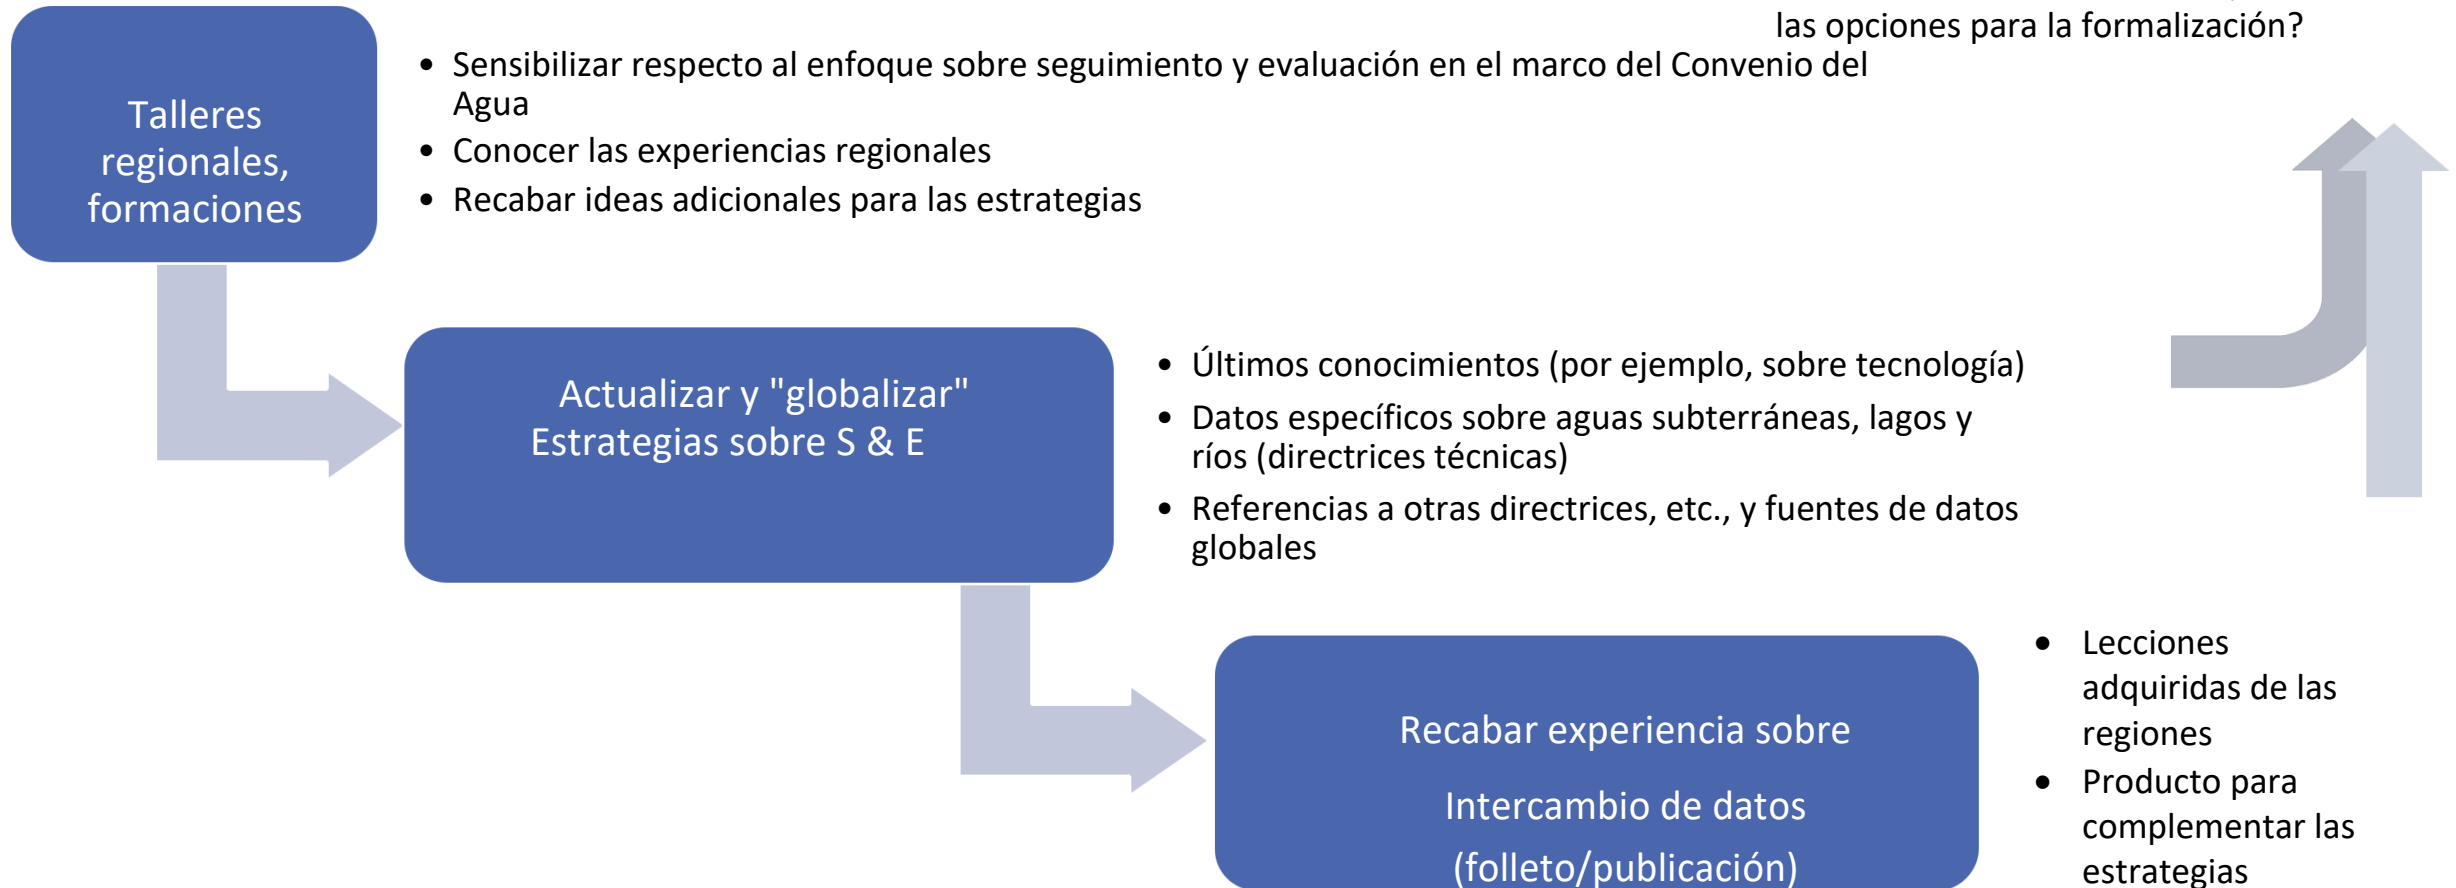 las opciones para la formalización?
Talleres
regionales,
formaciones
• Sensibilizar respecto al enfoque sobre seguimiento y evaluación en el marco del Convenio del
Agua
• Conocer las experiencias regionales
• Recabar ideas adicionales para las estrategias
Actualizar y "globalizar"
Estrategias sobre S & E
• Últimos conocimientos (por ejemplo, sobre tecnología)
• Datos específicos sobre aguas subterráneas, lagos y
ríos (directrices técnicas)
• Referencias a otras directrices, etc., y fuentes de datos
globales
Recabar experiencia sobre
Intercambio de datos
(folleto/publicación)
• Lecciones
adquiridas de las
regiones
• Producto para
complementar las
estrategias